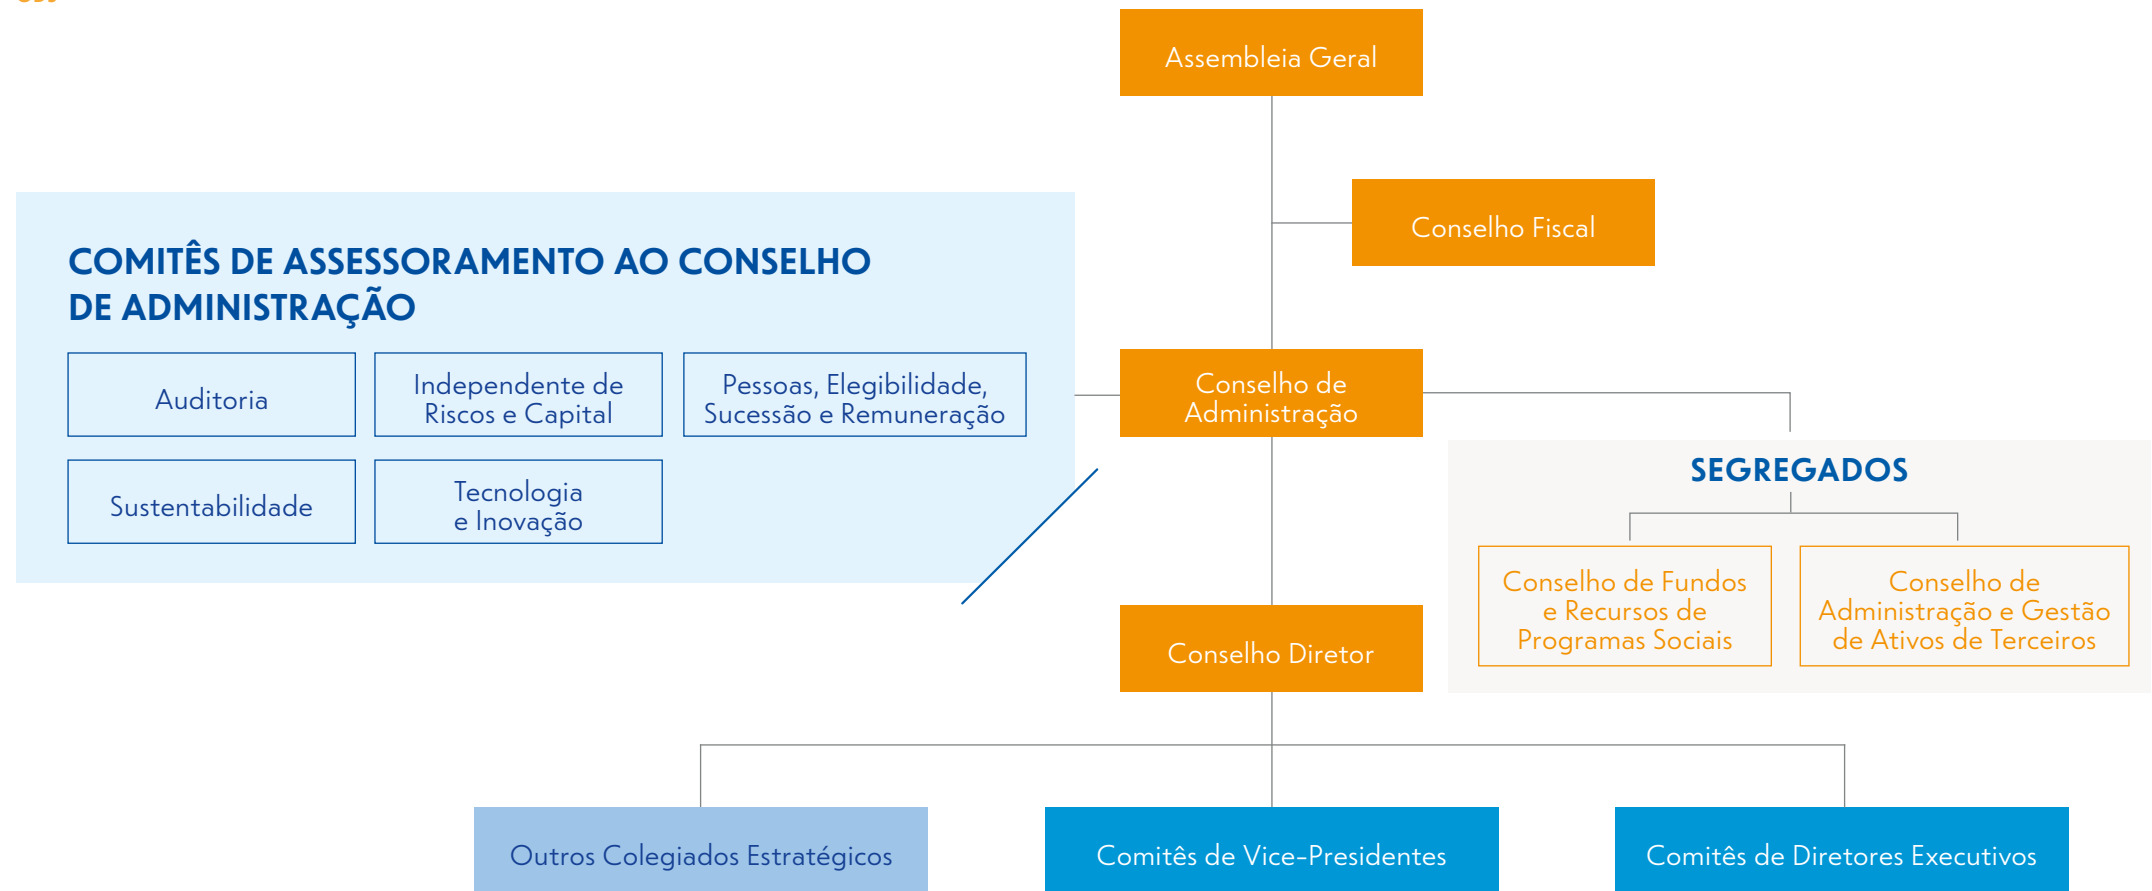 Assembleia Geral
Conselho Fiscal
COMITÊS DE ASSESSORAMENTO AO CONSELHO
DE ADMINISTRAÇÃO
Auditoria
Independente de
Riscos e Capital
Pessoas, Elegibilidade,
Sucessão e Remuneração
Sustentabilidade
Tecnologia
e Inovação
Conselho de
Administração
SEGREGADOS
Conselho de Fundos
e Recursos de
Programas Sociais
Conselho de
Administração e Gestão
de Ativos de Terceiros
Conselho Diretor
Outros Colegiados Estratégicos
Comitês de Vice-Presidentes
Comitês de Diretores Executivos